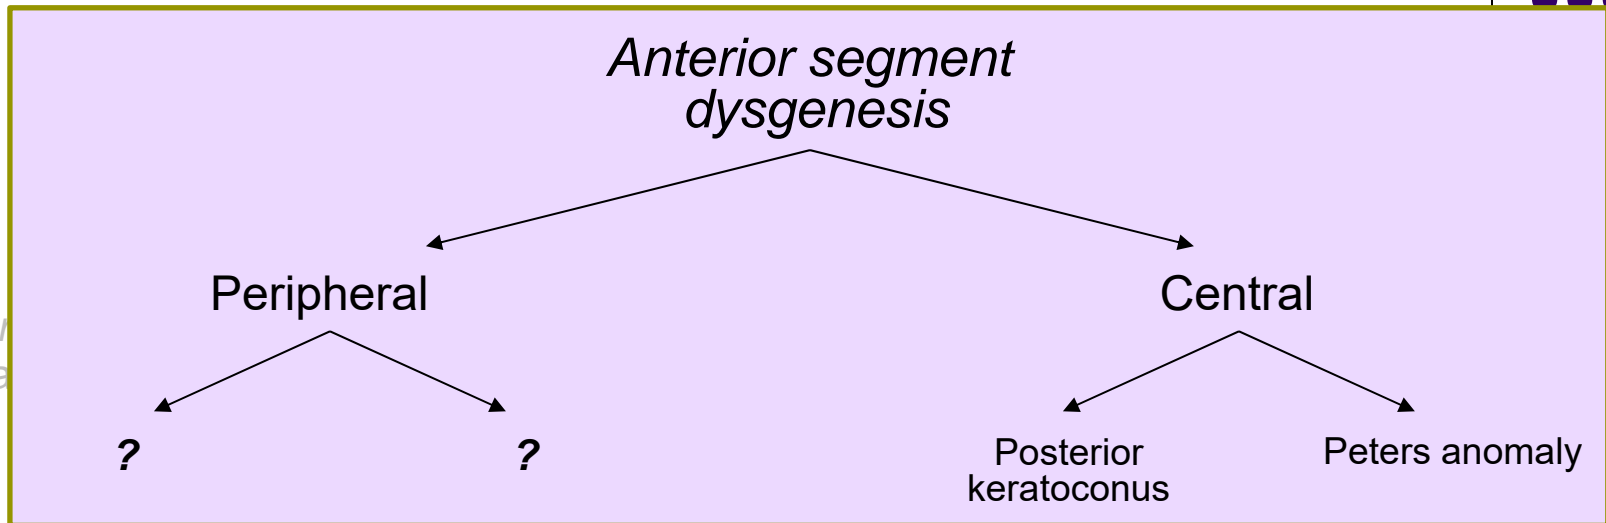 Anterior segment
dysgenesis
Peripheral
Central
?
?
Posterior
keratoconus
Peters anomaly